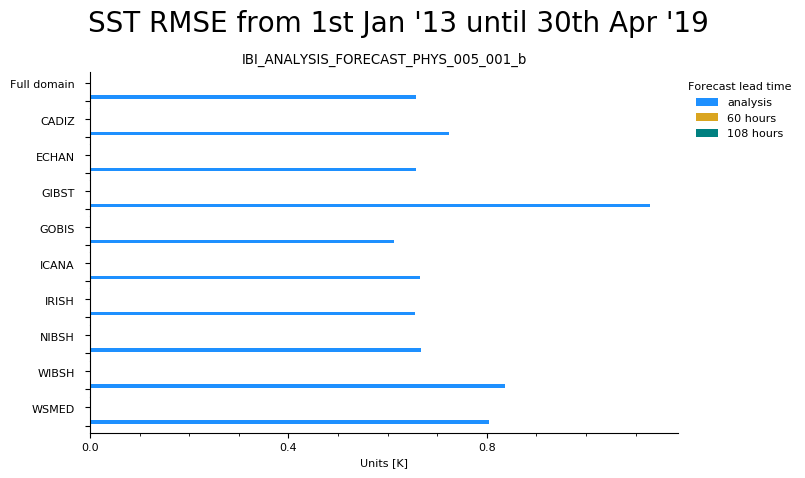 SST RMSE from 1st Jan '13 until 30th Apr '19
IBI_ANALYSIS_FORECAST_PHYS_005_001_b
Full domain
CADIZ
ECHAN
GIBST
GOBIS
ICANA
IRISH
NIBSH
WIBSH
WSMED
0.0 0.4 0.8
Units [K]
Forecast lead time
analysis
60 hours
108 hours